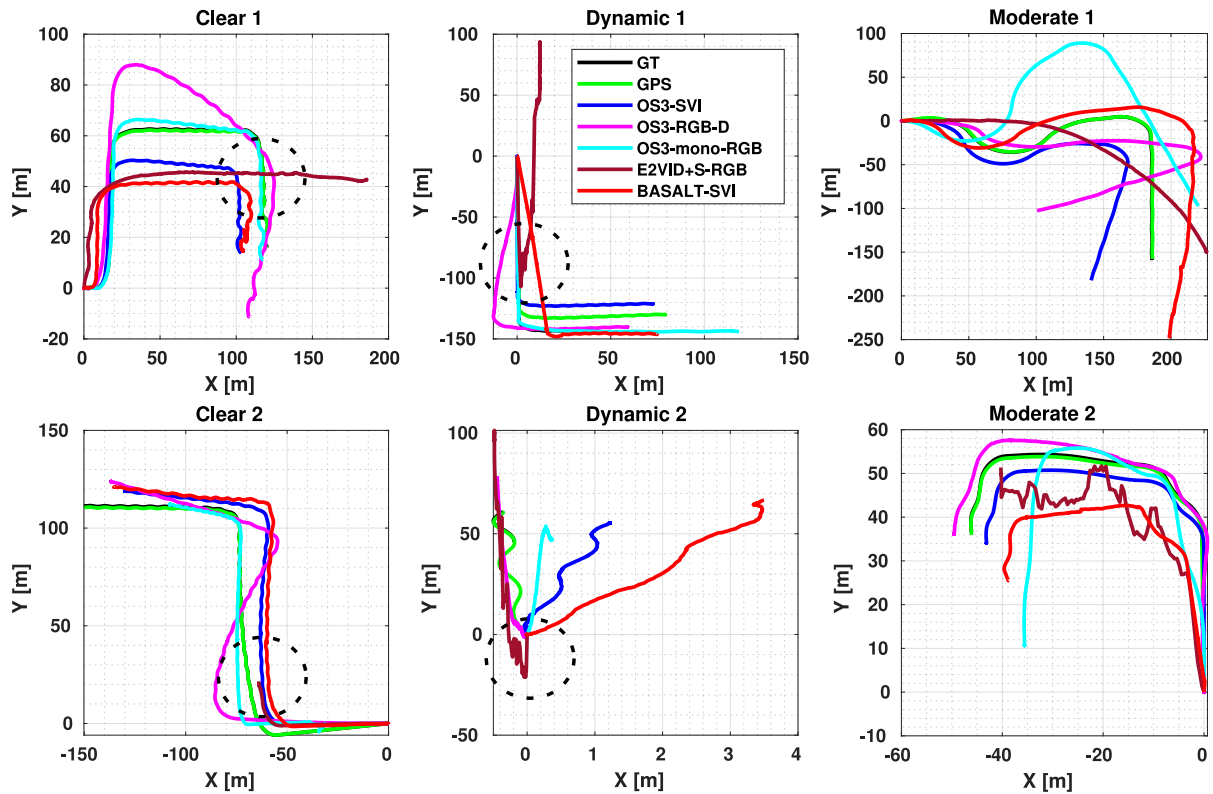 Clear 1
Dynamic 1
Moderate 1
100
80
60
40
20
0
-20
Y [m]
0
50
100
150
200
X [m]
100
50
0
-50
-100
-150
Y [m]
0
50
100
150
X [m]
GT
GPS
OS3-SVI
OS3-RGB-D
OS3-mono-RGB
E2VID+S-RGB
BASALT-SVI
100
50
0
-50
-100
-150
-200
-250
Y [m]
0
50
100
150
200
X [m]
Clear 2
Dynamic 2
Moderate 2
150
100
50
0
Y [m]
-150
-100
-50
0
X [m]
100
50
0
-50
Y [m]
0
1
2
3
4
X [m]
60
50
40
30
20
10
0
Y [m]
-60
-40
-20
0
X [m]